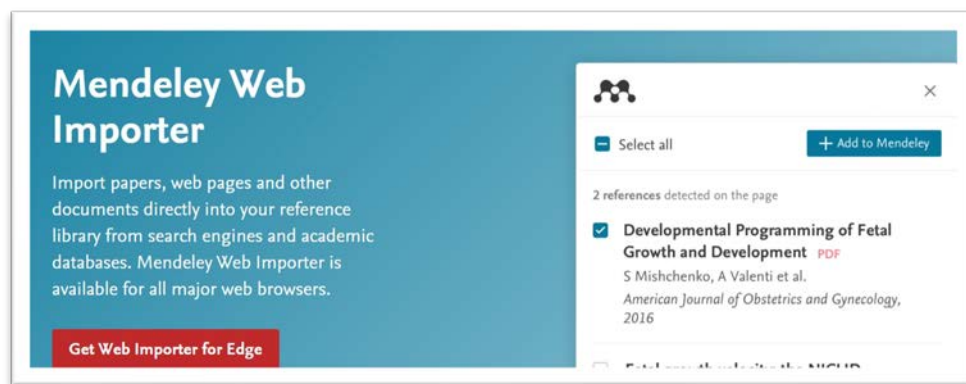 Mendeley Web
Importer
Import papers, web pages and other
documents directly into your reference
library from search engines and academic
databases. Mendeley Web Importer is
available for all major web browsers.
Get Web Importer for Edge
Select all
+ Add to Mendeley
2 references detected on the page
Developmental Programming of Fetal
Growth and Development PDF
S Mishchenko, A Valenti et al.
American Journal of Obstetrics and Gynecology,
2016